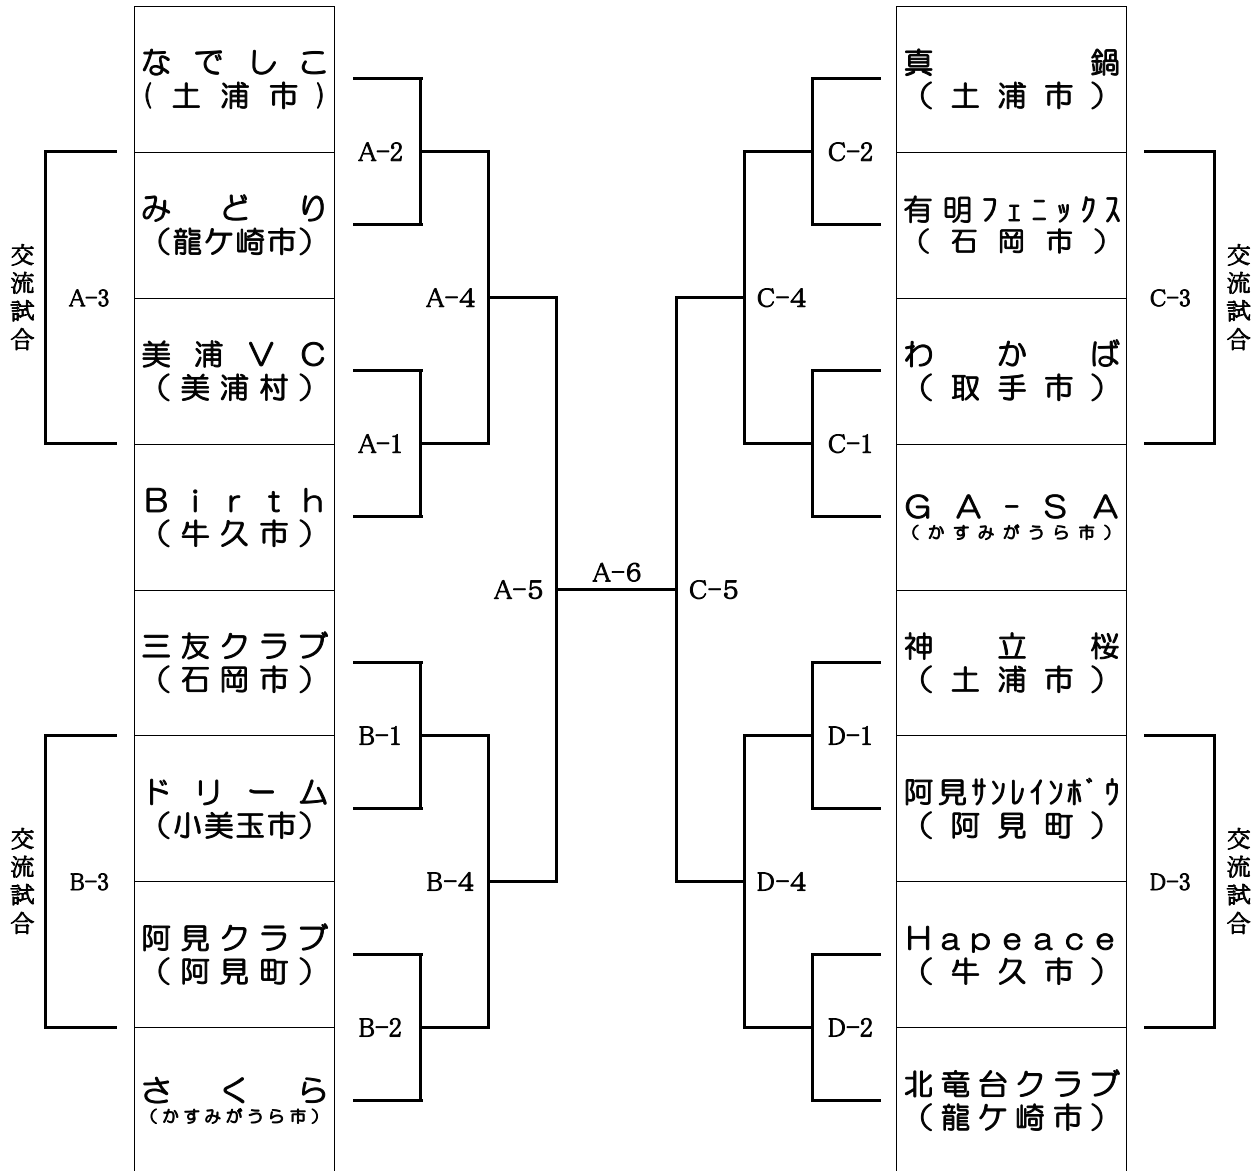 なでしこ
(土浦市)
みどり
(龍ケ崎市)
美浦ＶＣ
(美浦村)
Ｂｉｒｔｈ
(牛久市)
三友クラブ
(石岡市)
ドリーム
(小美玉市)
阿見クラブ
(阿見町)
さくら
(かすみがうら市)
交流試合
A-3
交流試合
B-3
A-2
A-1
B-1
B-2
A-4
B-4
A-5
A-6
C-5
C-4
D-4
C-2
C-1
D-1
D-2
真鍋
(土浦市)
有明ﾌｪﾆックス
(石岡市)
わかば
(取手市)
ＧＡ-ＳＡ
(かすみがうら市)
神立桜
(土浦市)
阿見ｻﾝﾚｲﾝﾎﾞｳ
(阿見町)
Ｈａｐｅａｃｅ
(牛久市)
北竜台クラブ
(龍ケ崎市)
C-3
交流試合
D-3
交流試合